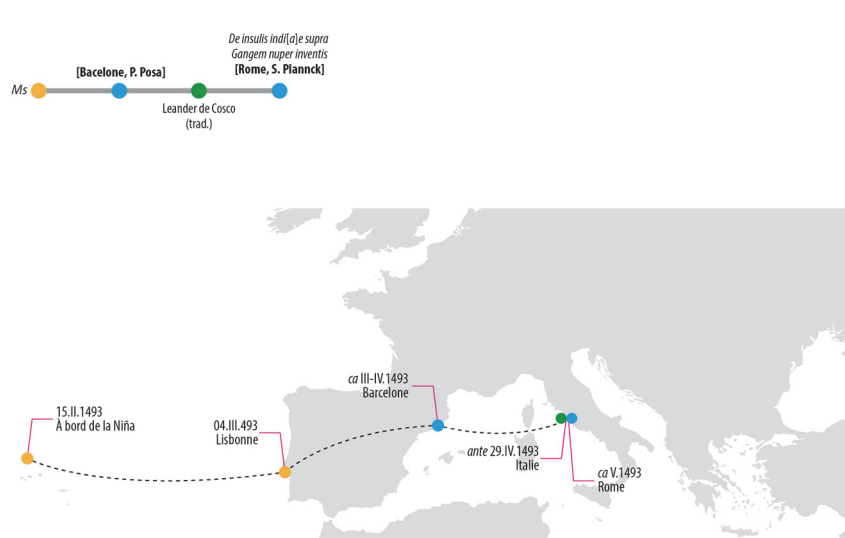 De insulis indi[a]e supra
Gangem nuper inventis
[Bacelone, P. Posa]
[Rome, S. Plannck]
Ms
Leander de Cosco
(trad.)
ca III-IV.1493
Barcelone
15.II.1493
À bord de la Niña
04.III.493
Lisbonne
ante 29.IV.1493
Italie
ca V.1493
Rome